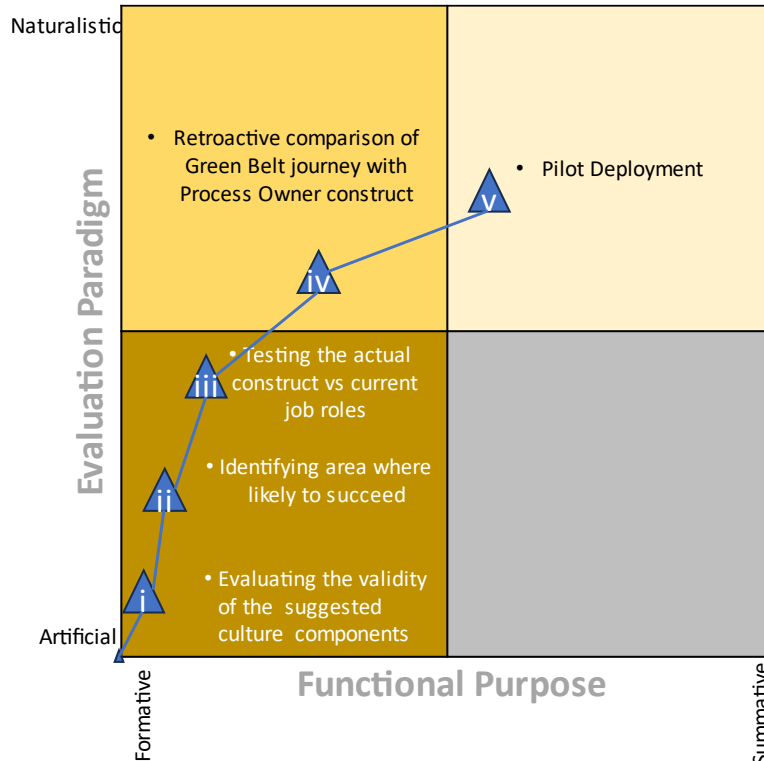 Naturalistic
• Retroactive comparison of
Green Belt journey with
Process Owner construct
• Pilot Deployment
v
iv
Evaluation Paradigm
• Testing the actual
construct vs current
job roles
iii
• Identifying area where
likely to succeed
ii
• Evaluating the validity
of the suggested
culture components
i
Artificial
Formative
Functional Purpose
Summative